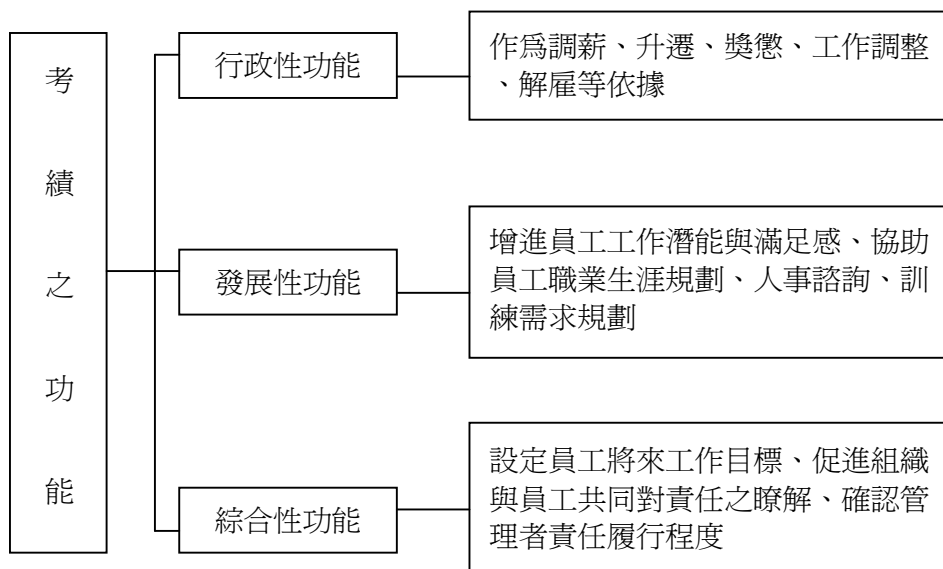 考績之功能
行政性功能
作為調薪、升遷、獎懲、工作調整
、解雇等依據
發展性功能
增進員工工作潛能與滿足感、協助
員工職業生涯規劃、人事諮詢、訓
練需求規劃
綜合性功能
設定員工將來工作目標、促進組織
與員工共同對責任之瞭解、確認管
理者責任履行程度